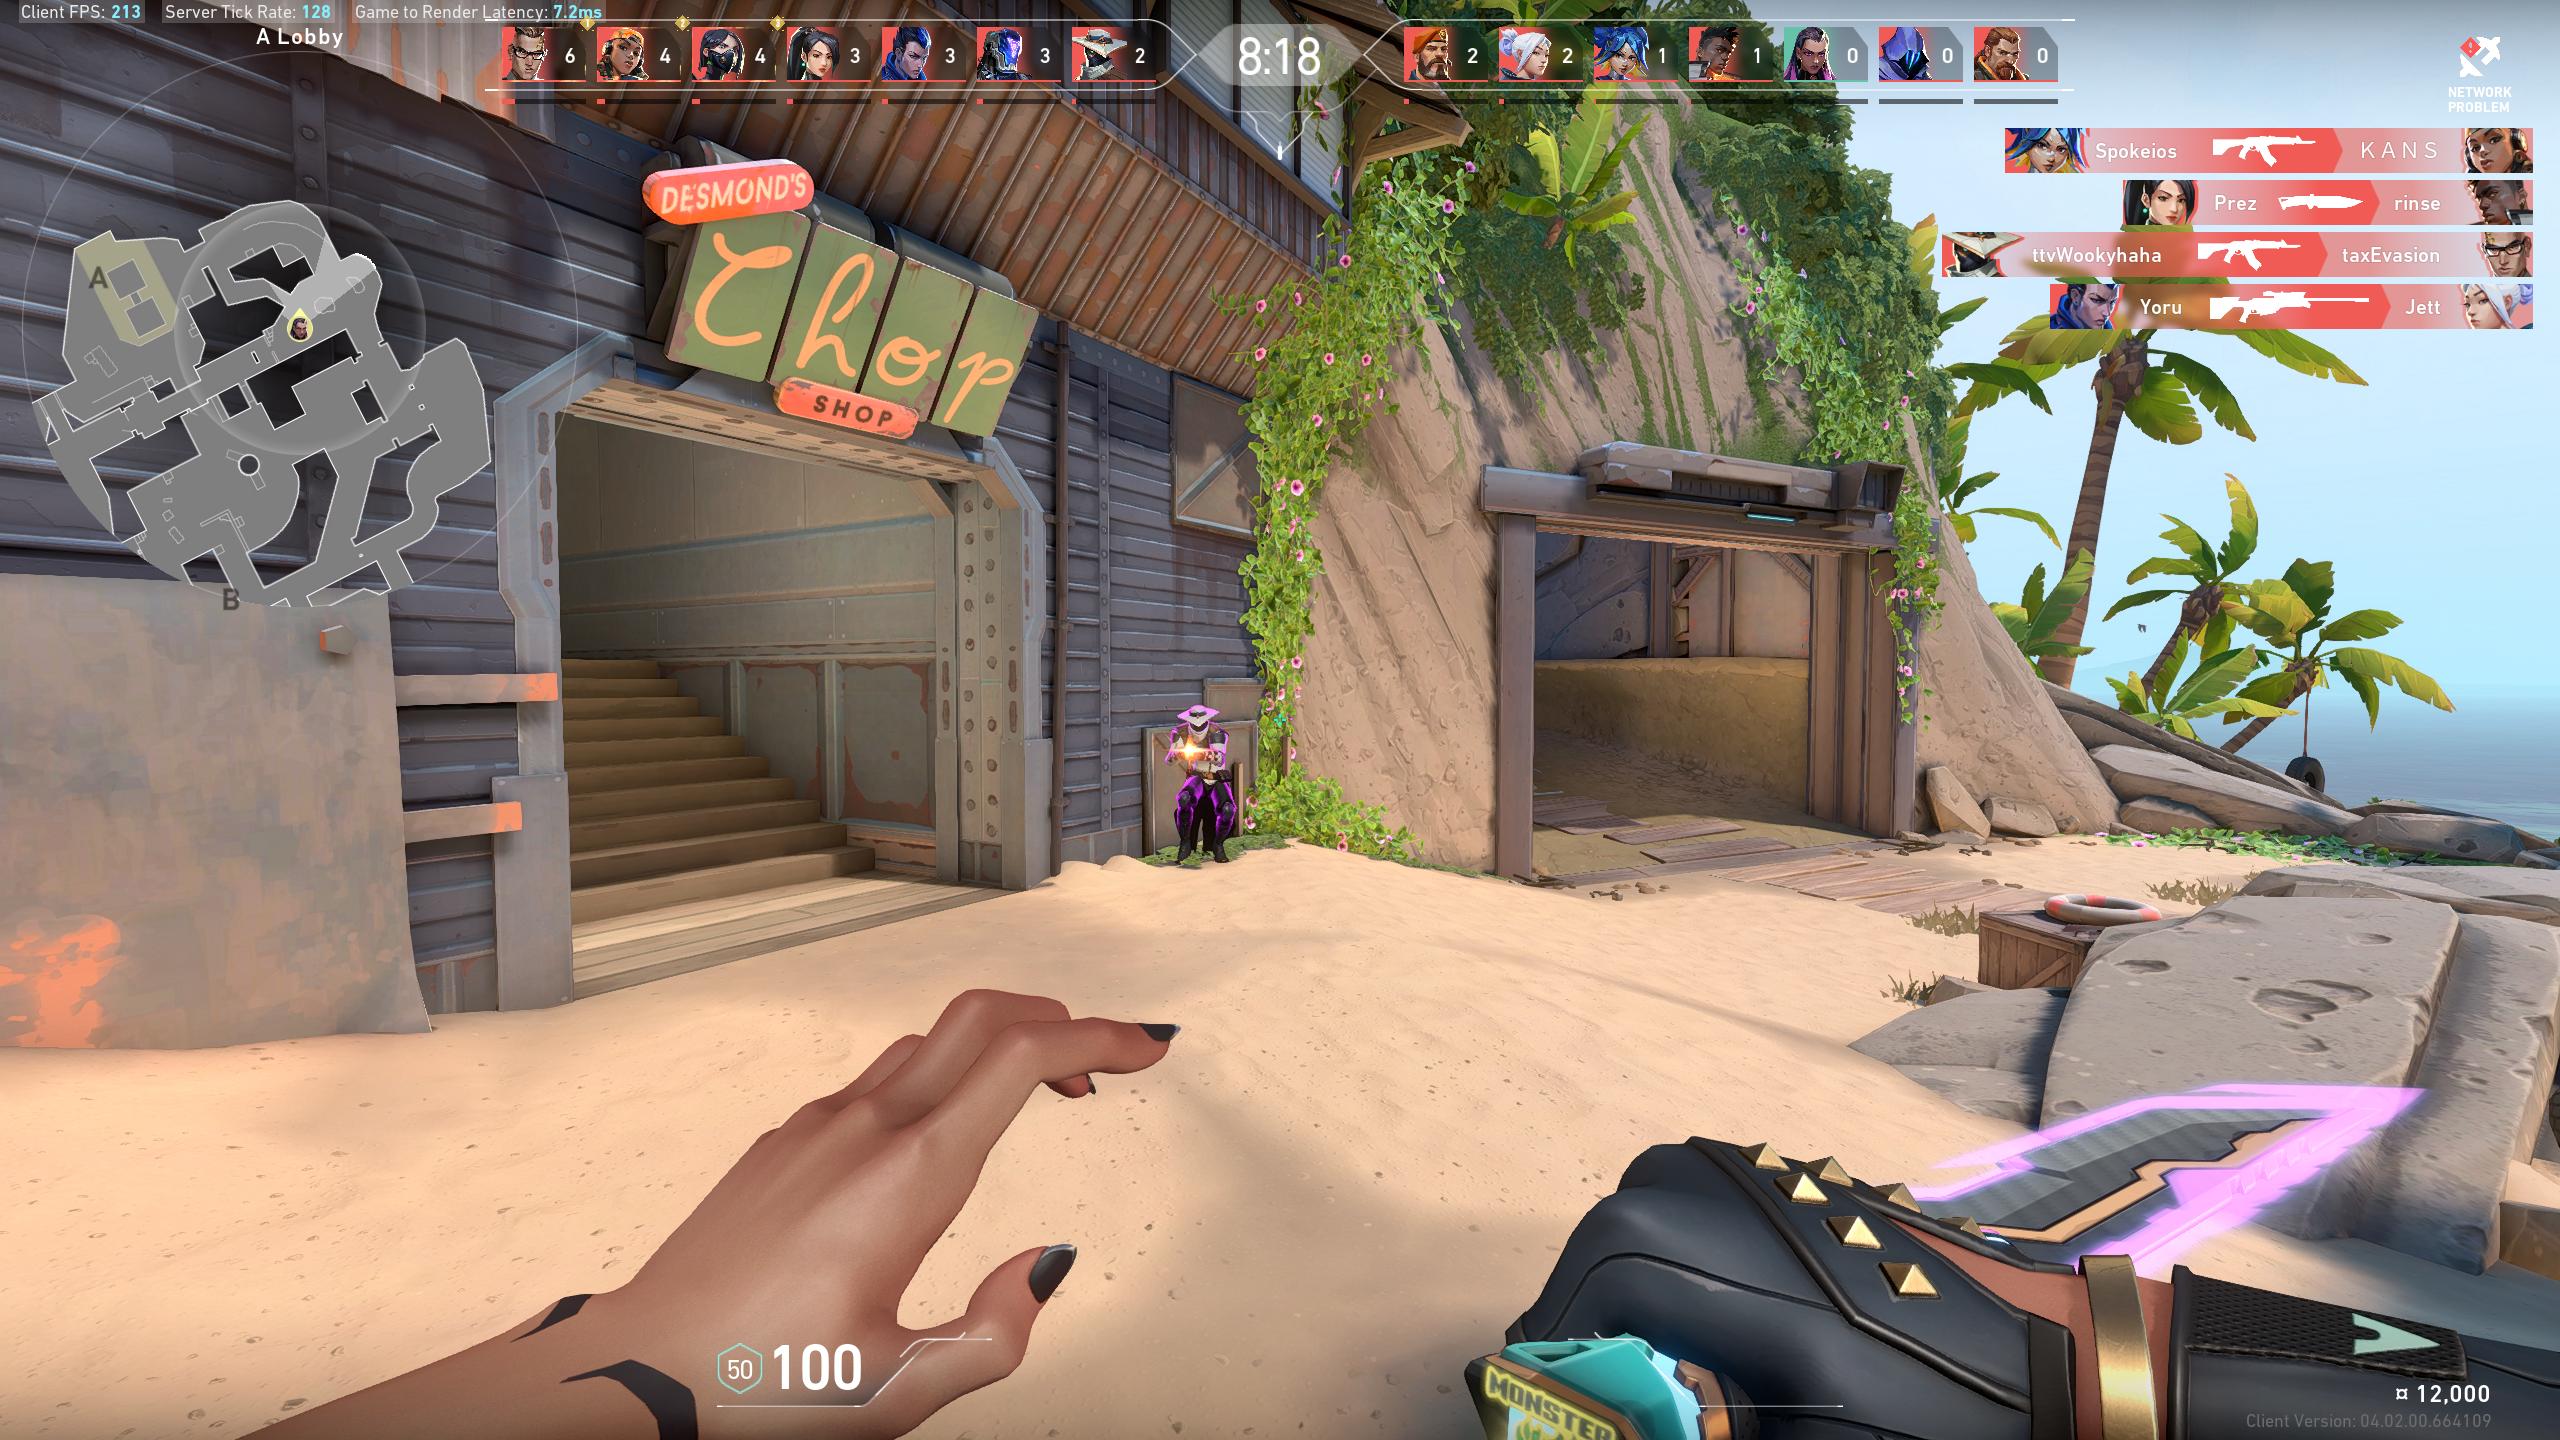 Client FPS: 213 Server Tick Rate: 128 Game to Render Latency: 7.2ms
A Lobby
6 4 4 3 3 3 2
8:18
2 2 1 1 0 0 0
NETWORK
PROBLEM
Spokeios KANS
Prez rinse
ttvWookyhaha taxEvasion
Yoru Jett
DESMOND'S
Chop
SHOP
A
B
50 100
MONSTER
¤ 12,000
Client Version: 04.02.00.664109